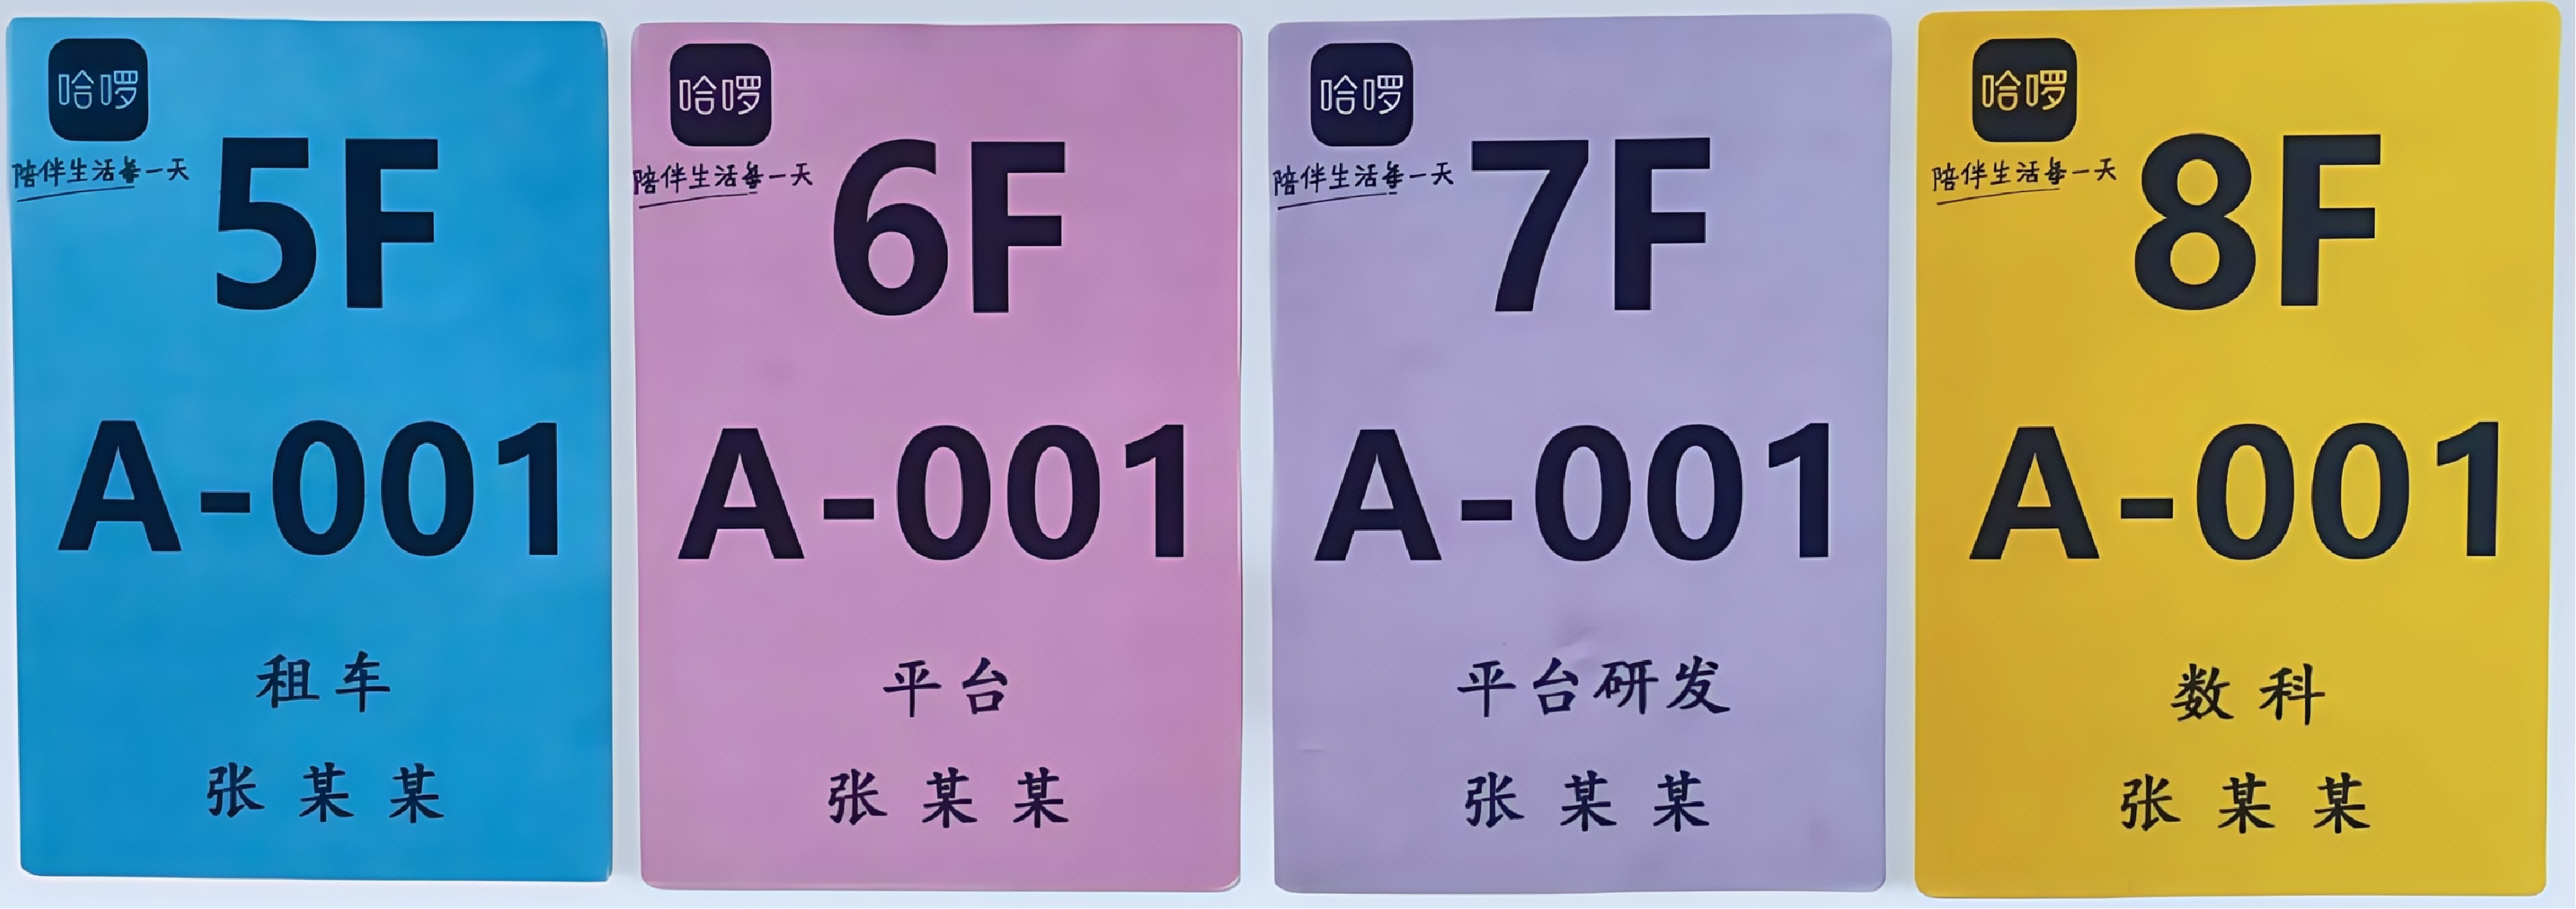 哈啰
陪伴生活每一天
5F
A-001
租车
张某某
哈啰
陪伴生活每一天
6F
A-001
平台
张某某
哈啰
陪伴生活每一天
7F
A-001
平台研发
张某某
哈啰
陪伴生活每一天
8F
A-001
数科
张某某